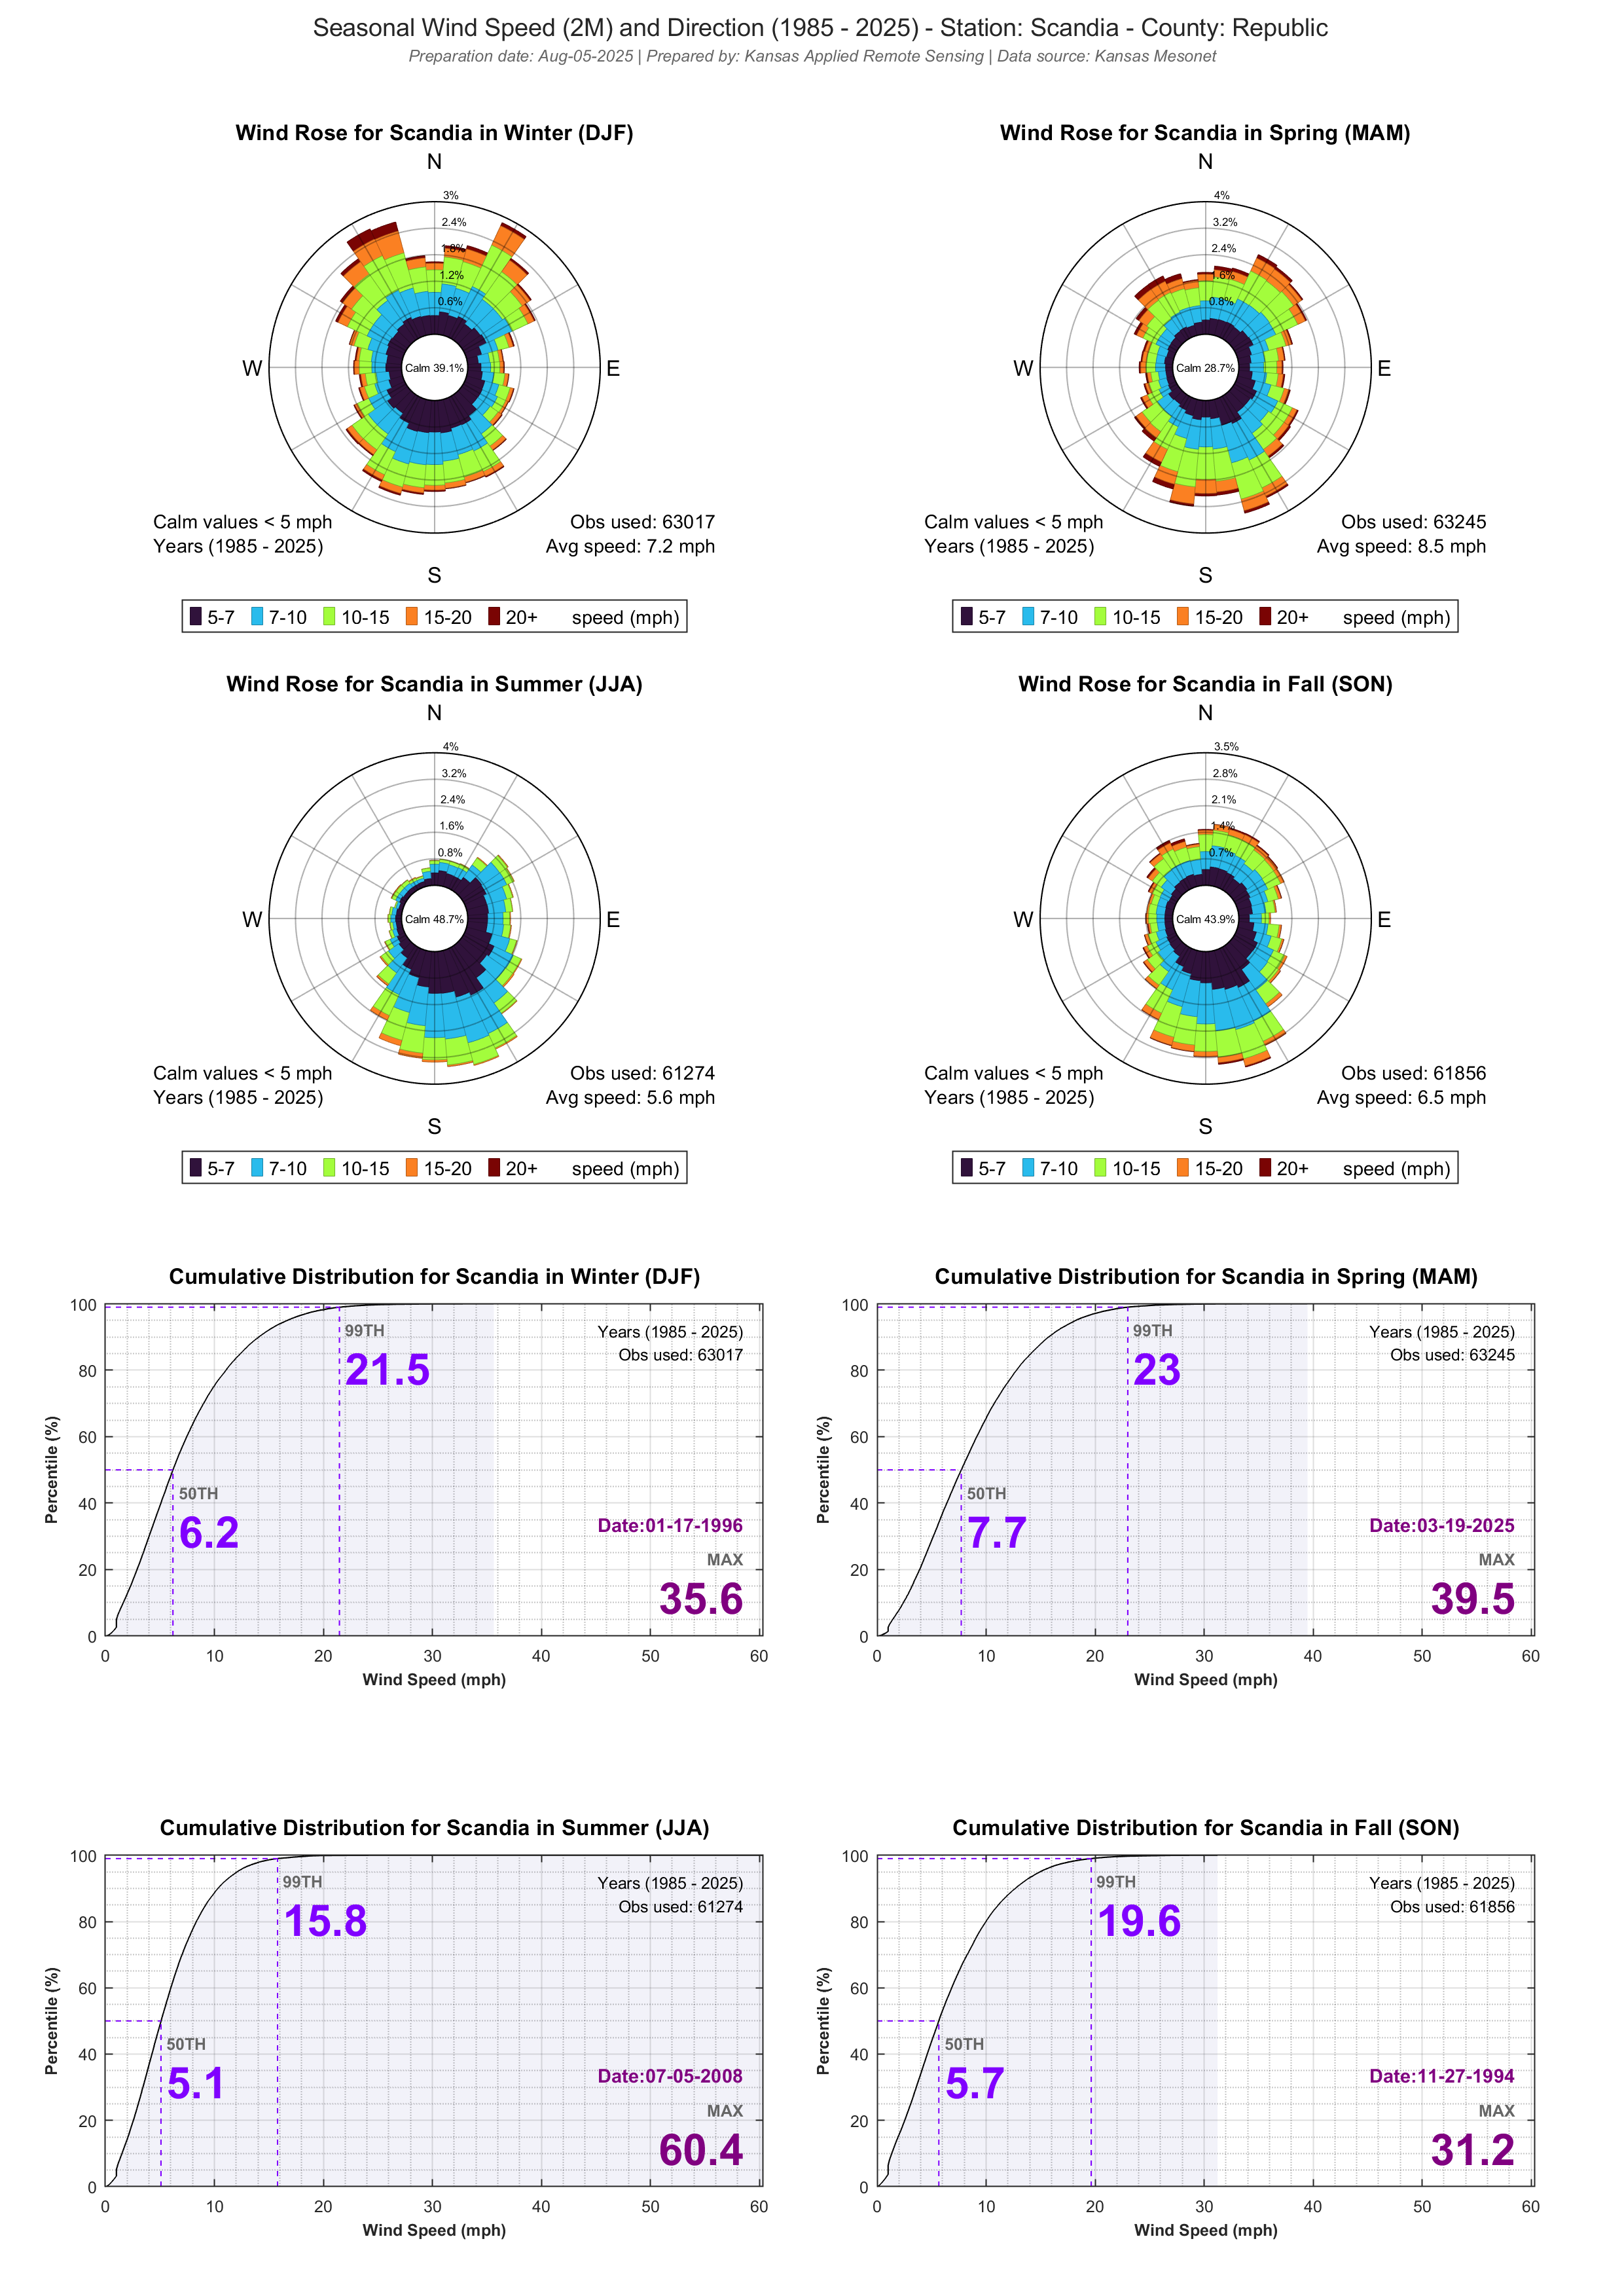 Seasonal Wind Speed (2M) and Direction (1985 - 2025) - Station: Scandia - County: Republic
Preparation date: Aug-05-2025 | Prepared by: Kansas Applied Remote Sensing | Data source: Kansas Mesonet
Wind Rose for Scandia in Winter (DJF)
N
3%
2.4%
1.8%
1.2%
0.6%
W
Calm 39.1%
E
Calm values < 5 mph
Years (1985 - 2025)
Obs used: 63017
Avg speed: 7.2 mph
S
5-7 7-10 10-15 15-20 20+ speed (mph)
Wind Rose for Scandia in Spring (MAM)
N
4%
3.2%
2.4%
1.6%
0.8%
W
Calm 28.7%
E
Calm values < 5 mph
Years (1985 - 2025)
Obs used: 63245
Avg speed: 8.5 mph
S
5-7 7-10 10-15 15-20 20+ speed (mph)
Wind Rose for Scandia in Summer (JJA)
N
4%
3.2%
2.4%
1.6%
0.8%
W
Calm 48.7%
E
Calm values < 5 mph
Years (1985 - 2025)
Obs used: 61274
Avg speed: 5.6 mph
S
5-7 7-10 10-15 15-20 20+ speed (mph)
Wind Rose for Scandia in Fall (SON)
N
3.5%
2.8%
2.1%
1.4%
0.7%
W
Calm 43.9%
E
Calm values < 5 mph
Years (1985 - 2025)
Obs used: 61856
Avg speed: 6.5 mph
S
5-7 7-10 10-15 15-20 20+ speed (mph)
Cumulative Distribution for Scandia in Winter (DJF)
100
80
60
40
20
0
Percentile (%)
99TH
21.5
Years (1985 - 2025)
Obs used: 63017
50TH
6.2
Date:01-17-1996
MAX
35.6
0 10 20 30 40 50 60
Wind Speed (mph)
Cumulative Distribution for Scandia in Spring (MAM)
100
80
60
40
20
0
Percentile (%)
99TH
23
Years (1985 - 2025)
Obs used: 63245
50TH
7.7
Date:03-19-2025
MAX
39.5
0 10 20 30 40 50 60
Wind Speed (mph)
Cumulative Distribution for Scandia in Summer (JJA)
100
80
60
40
20
0
Percentile (%)
99TH
15.8
Years (1985 - 2025)
Obs used: 61274
50TH
5.1
Date:07-05-2008
MAX
60.4
0 10 20 30 40 50 60
Wind Speed (mph)
Cumulative Distribution for Scandia in Fall (SON)
100
80
60
40
20
0
Percentile (%)
99TH
19.6
Years (1985 - 2025)
Obs used: 61856
50TH
5.7
Date:11-27-1994
MAX
31.2
0 10 20 30 40 50 60
Wind Speed (mph)